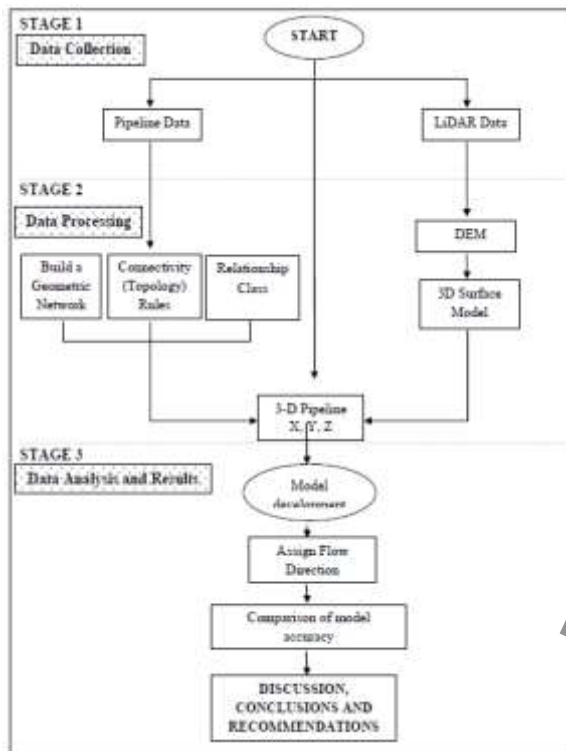 STAGE 1
Data Collection
START
Pipeline Data
LiDAR Data
STAGE 2
Data Processing
Build a
Geometric
Network
Connectivity
(Topology)
Rules
Relationship
Class
DEM
3D Surface
Model
3-D Pipeline
X, Y, Z
STAGE 3
Data Analysis and Results
Model
development
Assign Flow
Direction
Comparison of model
accuracy
DISCUSSION,
CONCLUSIONS AND
RECOMMENDATIONS